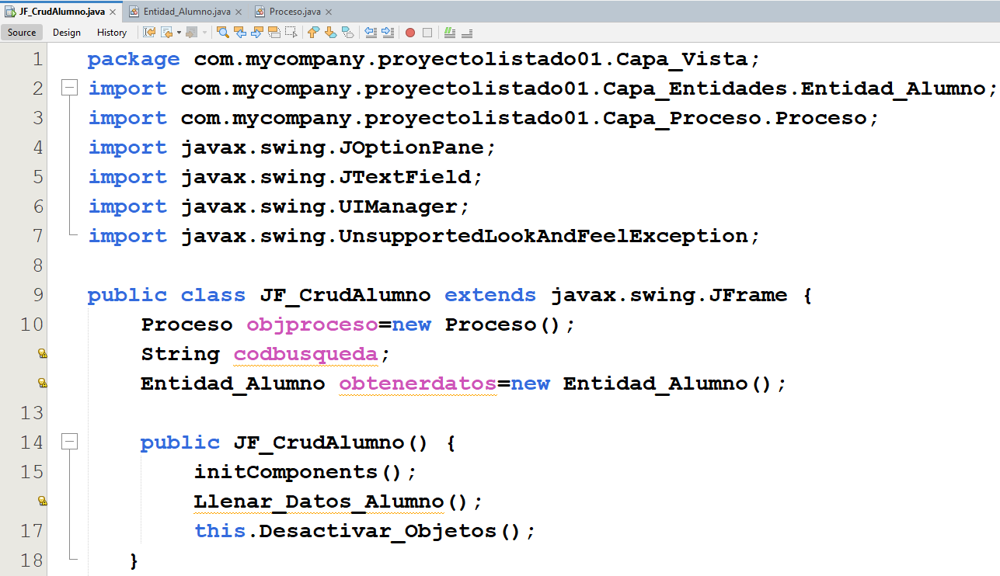 JF_CrudAlumno.java Entidad_Alumno.java Proceso.java
Source Design History
1 package com.mycompany.proyectolistado01.Capa_Vista;
2 import com.mycompany.proyectolistado01.Capa_Entidades.Entidad_Alumno;
3 import com.mycompany.proyectolistado01.Capa_Proceso.Proceso;
4 import javax.swing.JOptionPane;
5 import javax.swing.JTextField;
6 import javax.swing.UIManager;
7 import javax.swing.UnsupportedLookAndFeelException;
8
9 public class JF_CrudAlumno extends javax.swing.JFrame {
10 Proceso objproceso=new Proceso();
String codbusqueda;
Entidad_Alumno obtenerdatos=new Entidad_Alumno();
13
14 public JF_CrudAlumno() {
15 initComponents();
Llenar_Datos_Alumno();
17 this.Desactivar_Objetos();
18 }